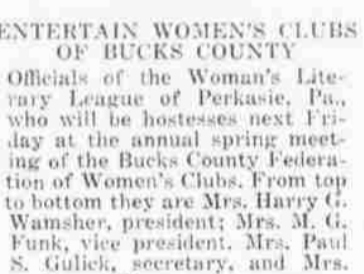 ENTERTAIN WOMEN'S CLUBS
OF BUCKS COUNTY
Officials of the Woman's Lite-
rary League of Perkasie, Pa.,
who will be hostesses next Fri-
day at the annual spring meet-
ing of the Bucks County Federa-
tion of Women's Clubs. From top
to bottom they are Mrs. Harry G.
Wamsher, president; Mrs. M. G.
Funk, vice president. Mrs. Paul
S. Gulick, secretary, and Mrs.